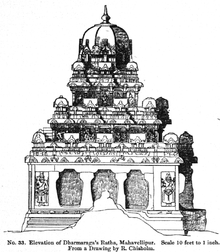 No. 33. Elevation of Dharmaraja's Ratha, Mahavellipur. Scale 10 feet to 1 inch.
From a Drawing by R. Chisholm.